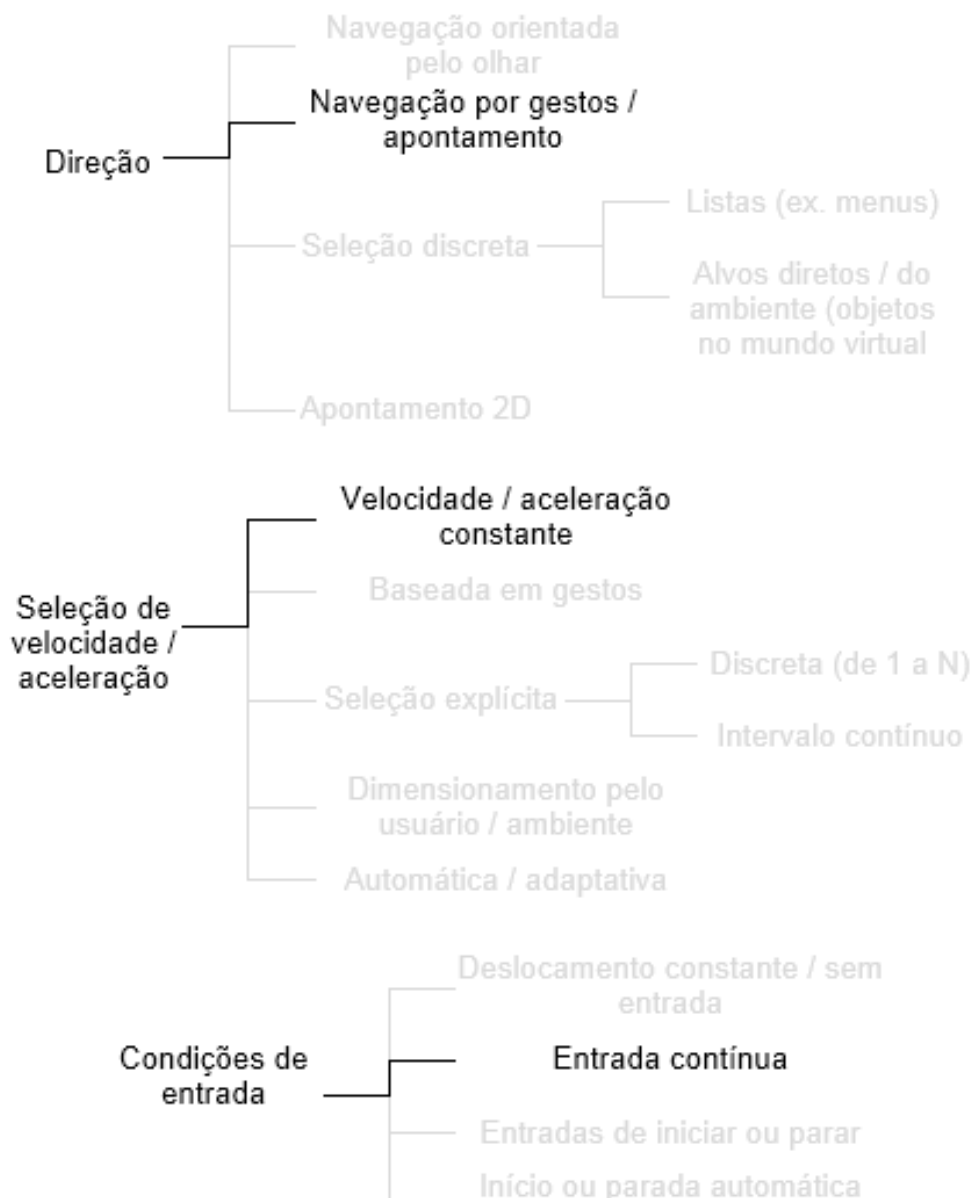 Navegação orientada
pelo olhar
Navegação por gestos /
apontamento
Direção
Listas (ex. menus)
Seleção discreta
Alvos diretos / do
ambiente (objetos
no mundo virtual
Apontamento 2D
Velocidade / aceleração
constante
Baseada em gestos
Seleção de
velocidade /
aceleração
Discreta (de 1 a N)
Seleção explícita
Intervalo contínuo
Dimensionamento pelo
usuário / ambiente
Automática / adaptativa
Deslocamento constante / sem
entrada
Condições de
entrada
Entrada contínua
Entradas de iniciar ou parar
Início ou parada automática